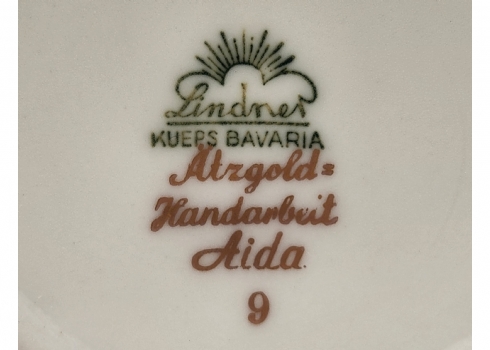 Lindner
KUEPS BAVARIA
Ätzgold=
Handarbeit
Aida
9